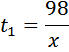 t₁ = 98/x